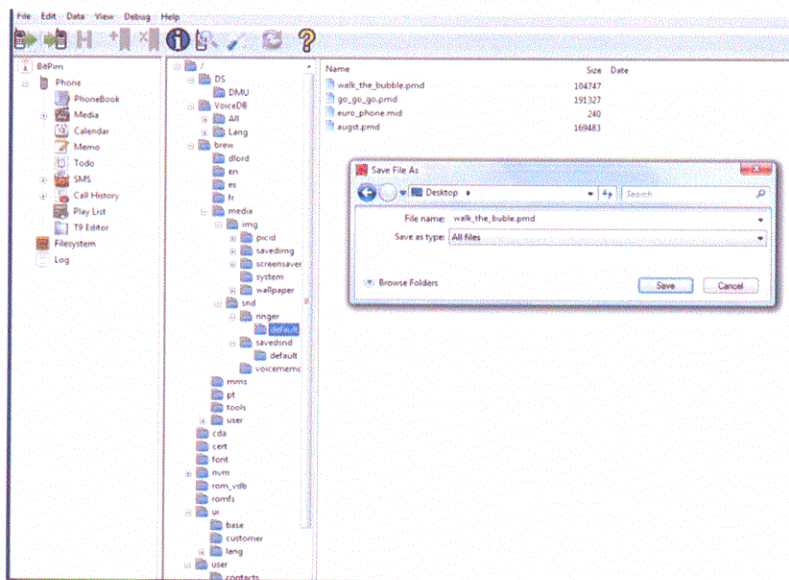 File Edit Data View Debug Help
BitPim
Phone
PhoneBook
Media
Calendar
Memo
Todo
SMS
Call History
Play List
T9 Editor
Filesystem
Log
/
DS
DMU
VoiceDB
All
Lang
brew
dlord
en
es
fr
media
img
picid
savedimg
screensaver
system
wallpaper
snd
ringer
default
savedsnd
default
voicememo
mms
pt
tools
user
cda
cert
font
nvm
rom_vdb
romfs
ui
base
customer
lang
user
contacts
Name Size Date
walk_the_bubble.pmd 104747
go_go_go.pmd 191327
euro_phone.mid 240
augst.pmd 169483
Save File As
Desktop
Search
File name: walk_the_buble.pmd
Save as type: All files
Browse Folders
Save Cancel